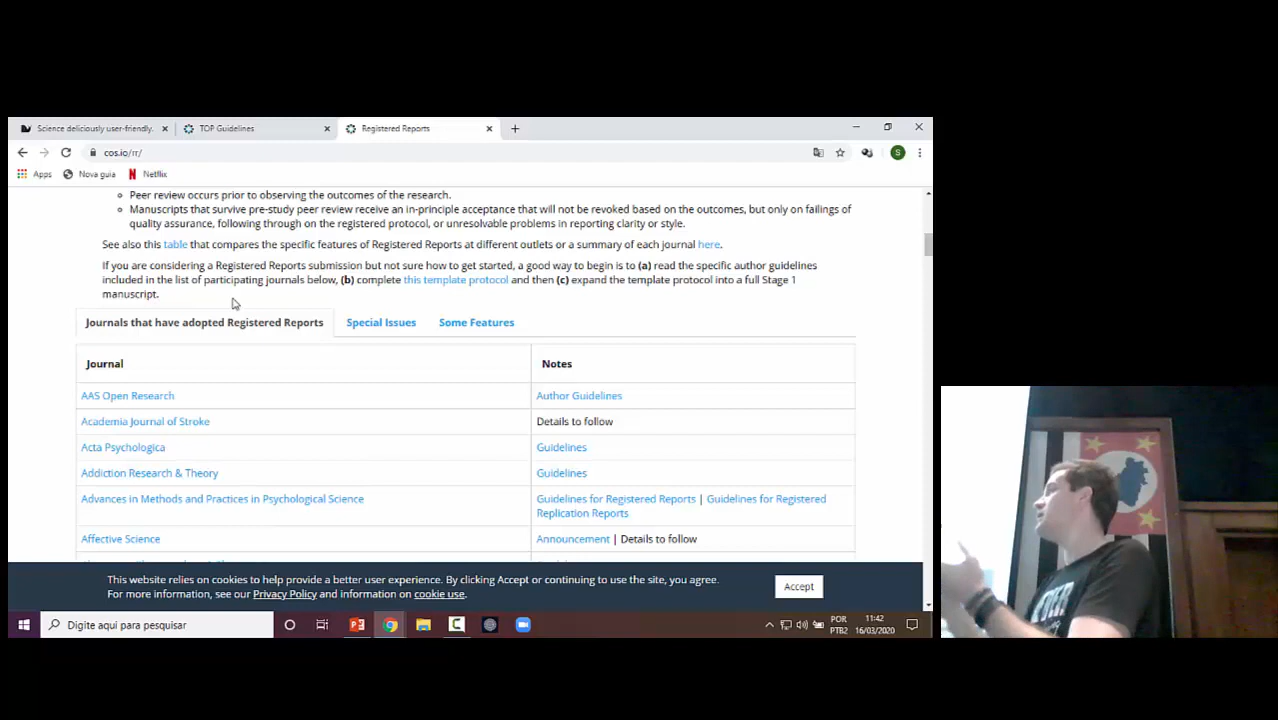 Science deliciously user-friendly.
TOP Guidelines
Registered Reports
cos.io/rr/
Apps
Nova guia
Netflix
Peer review occurs prior to observing the outcomes of the research.
Manuscripts that survive pre-study peer review receive an in-principle acceptance that will not be revoked based on the outcomes, but only on failings of
quality assurance, following through on the registered protocol, or unresolvable problems in reporting clarity or style.
See also this table that compares the specific features of Registered Reports at different outlets or a summary of each journal here.
If you are considering a Registered Reports submission but not sure how to get started, a good way to begin is to (a) read the specific author guidelines
included in the list of participating journals below, (b) complete this template protocol and then (c) expand the template protocol into a full Stage 1
manuscript.
Journals that have adopted Registered Reports
Special Issues
Some Features
Journal
Notes
AAS Open Research
Author Guidelines
Academia Journal of Stroke
Details to follow
Acta Psychologica
Guidelines
Addiction Research & Theory
Guidelines
Advances in Methods and Practices in Psychological Science
Guidelines for Registered Reports | Guidelines for Registered
Replication Reports
Affective Science
Announcement | Details to follow
This website relies on cookies to help provide a better user experience. By clicking Accept or continuing to use the site, you agree.
For more information, see our Privacy Policy and information on cookie use.
Accept
Digite aqui para pesquisar
POR
PTB2
11:42
16/03/2020